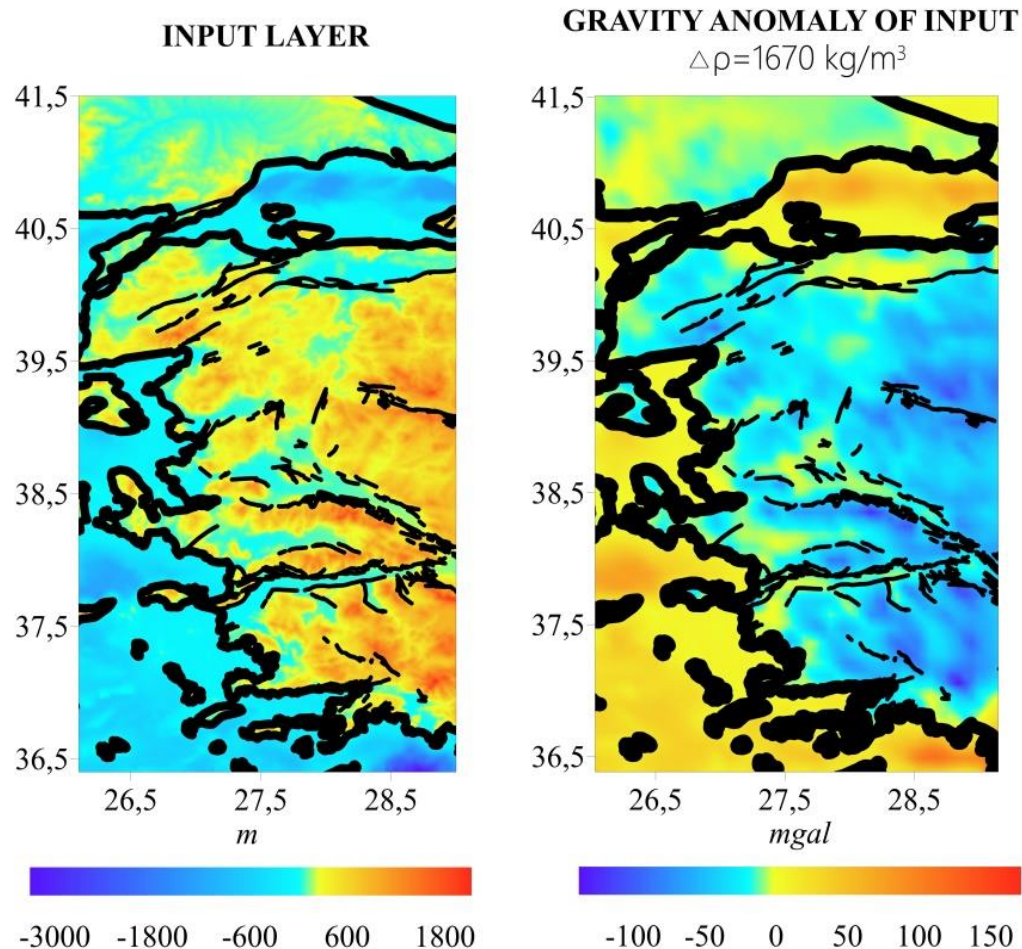 INPUT LAYER
GRAVITY ANOMALY OF INPUT
△ρ=1670 kg/m³
41,5
40,5
39,5
38,5
37,5
36,5
26,5 27,5 28,5
m
-3000 -1800 -600 600 1800
41,5
40,5
39,5
38,5
37,5
36,5
26,5 27,5 28,5
mgal
-100 -50 0 50 100 150